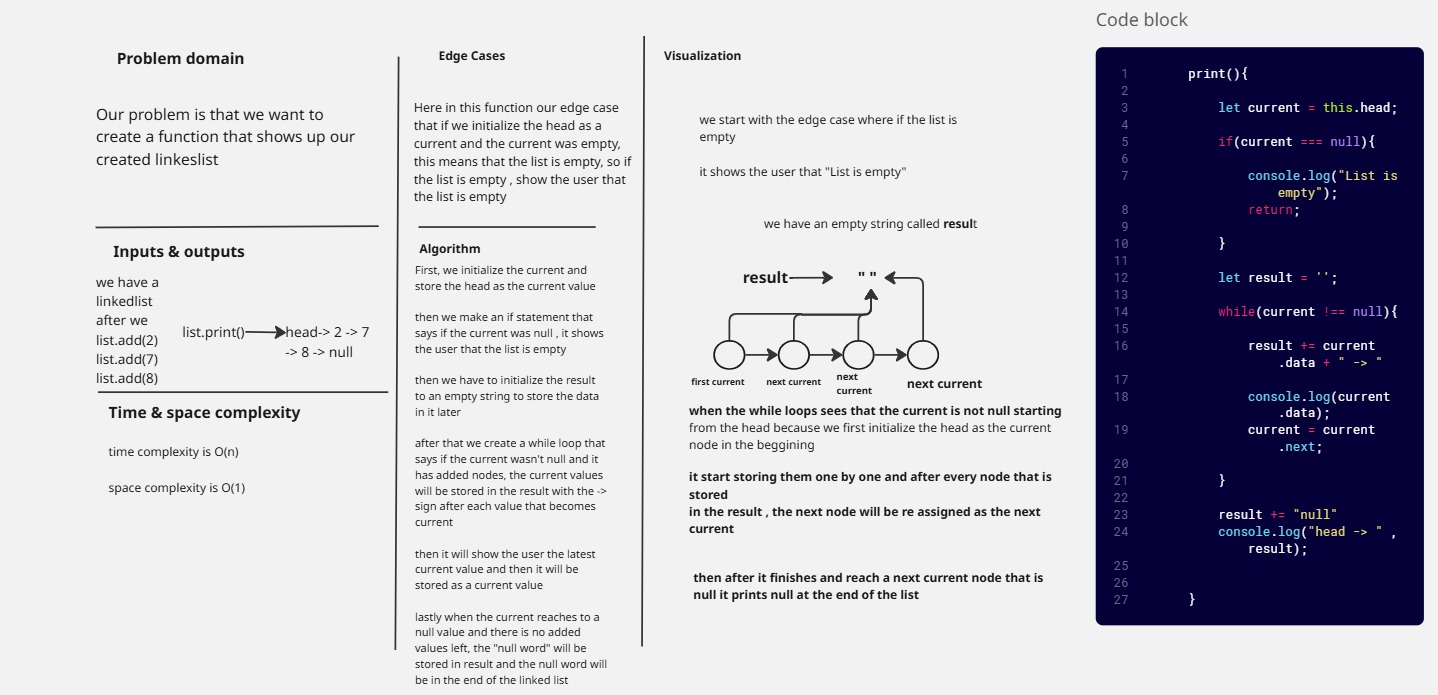 Problem domain
Our problem is that we want to
create a function that shows up our
created linkeslist
Inputs & outputs
we have a
linkedlist
after we
list.add(2)
list.add(7)
list.add(8)
list.print()
head-> 2 -> 7
-> 8 -> null
Time & space complexity
time complexity is O(n)
space complexity is O(1)
Edge Cases
Here in this function our edge case
that if we initialize the head as a
current and the current was empty,
this means that the list is empty, so if
the list is empty , show the user that
the list is empty
Algorithm
First, we initialize the current and
store the head as the current value
then we make an if statement that
says if the current was null , it shows
the user that the list is empty
then we have to initialize the result
to an empty string to store the data
in it later
after that we create a while loop that
says if the current wasn't null and it
has added nodes, the current values
will be stored in the result with the ->
sign after each value that becomes
current
then it will show the user the latest
current value and then it will be
stored as a current value
lastly when the current reaches to a
null value and there is no added
values left, the "null word" will be
stored in result and the null word will
be in the end of the linked list
Visualization
we start with the edge case where if the list is
empty
it shows the user that "List is empty"
we have an empty string called result
result
" "
first current
next current
next
current
next current
when the while loops sees that the current is not null starting
from the head because we first initialize the head as the current
node in the beggining
it start storing them one by one and after every node that is
stored
in the result , the next node will be re assigned as the next
current
then after it finishes and reach a next current node that is
null it prints null at the end of the list
Code block
1 print(){
2
3 let current = this.head;
4
5 if(current === null){
6
7 console.log("List is
empty");
8 return;
9
10 }
11
12 let result = '';
13
14 while(current !== null){
15
16 result += current
.data + " -> "
17
18 console.log(current
.data);
19 current = current
.next;
20
21 }
22
23 result += "null"
24 console.log("head -> " ,
result);
25
26
27 }